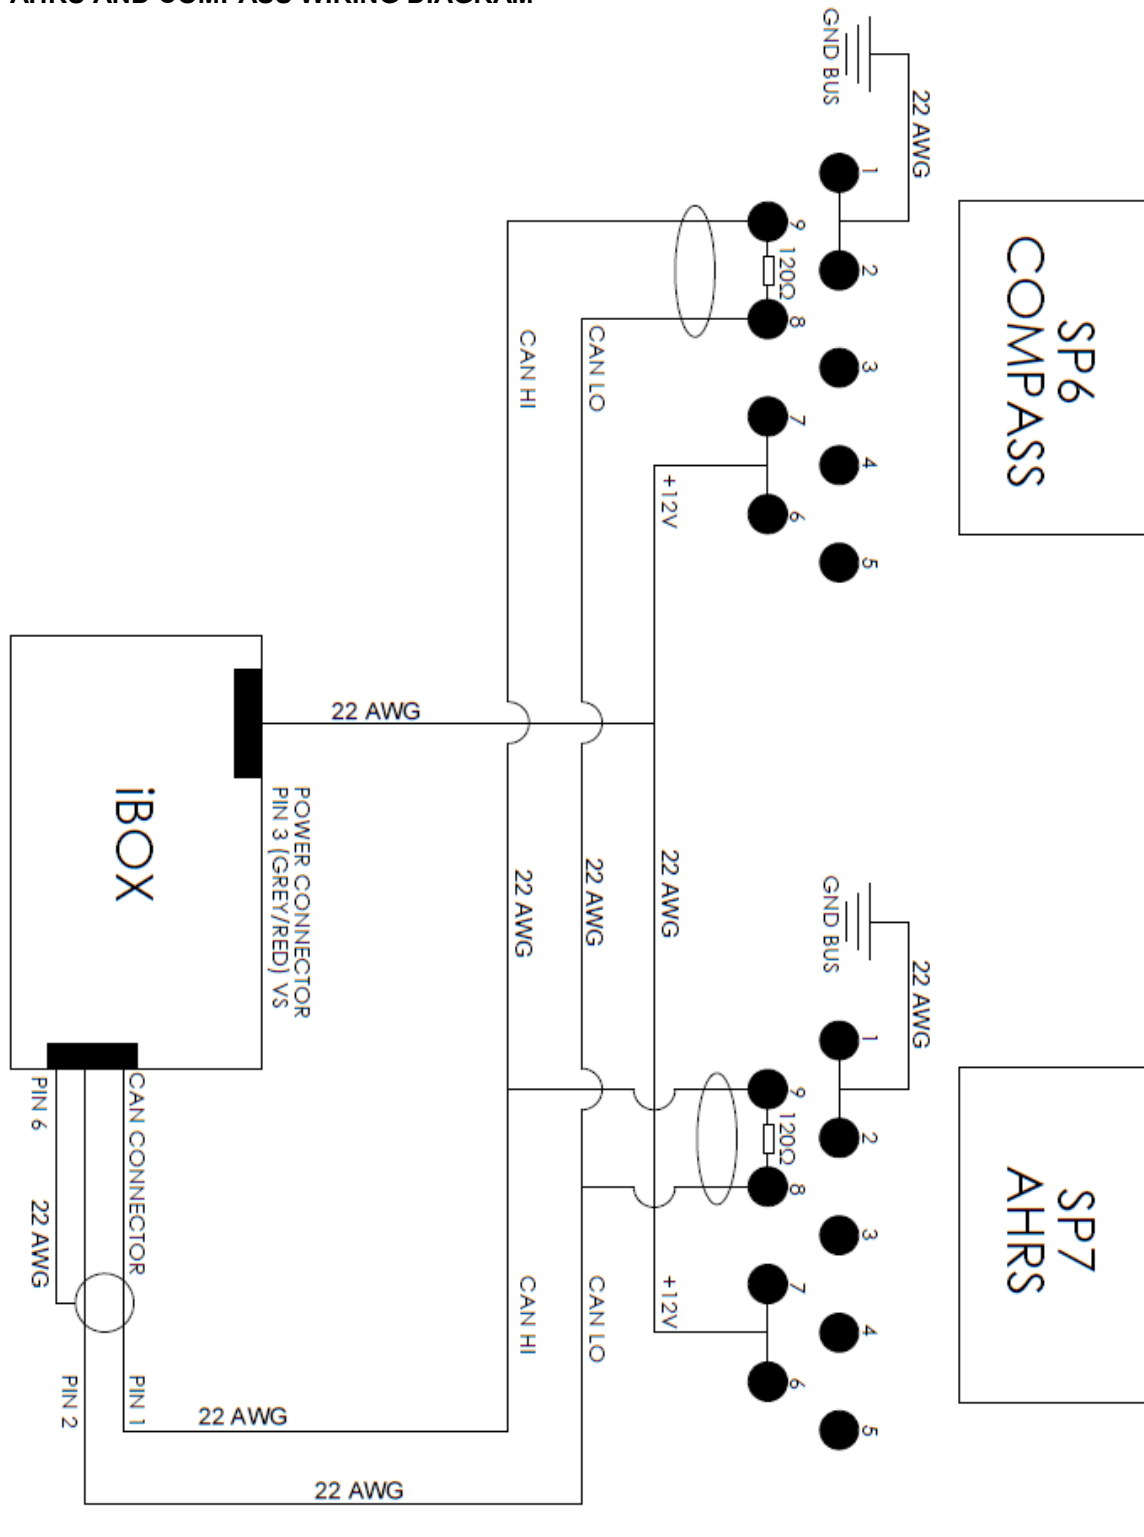 AHRS AND COMPASS WIRING DIAGRAM
GND BUS
22 AWG
1
2
3
4
5
9
8
7
6
120Ω
SP6
COMPASS
CAN HI
CAN LO
+12V
22 AWG
iBOX
POWER CONNECTOR
PIN 3 (GREY/RED) VS
22 AWG
22 AWG
22 AWG
GND BUS
22 AWG
1
2
3
4
5
9
8
7
6
120Ω
SP7
AHRS
CAN HI
CAN LO
+12V
CAN CONNECTOR
PIN 6
22 AWG
PIN 1
PIN 2
22 AWG
22 AWG